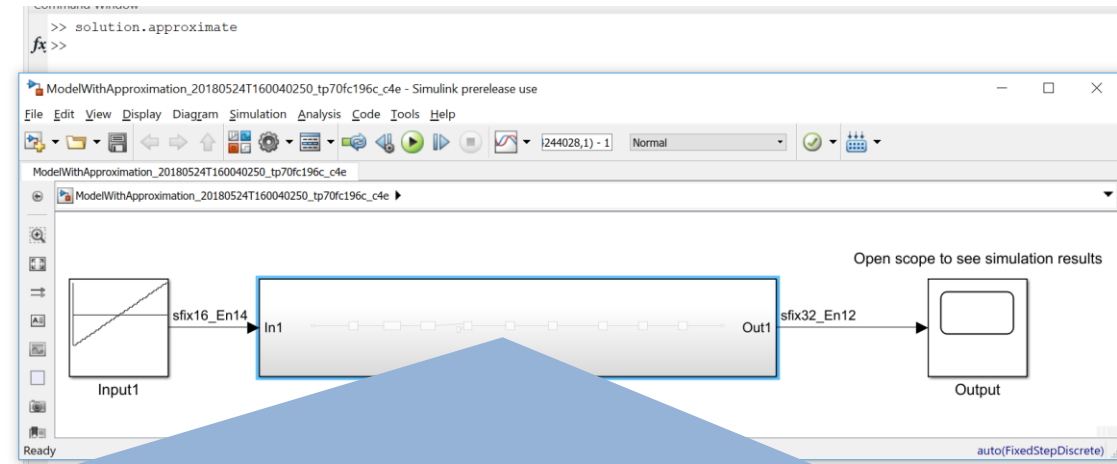 Command Window
>> solution.approximate
fx >>
ModelWithApproximation_20180524T160040250_tp70fc196c_c4e - Simulink prerelease use
File Edit View Display Diagram Simulation Analysis Code Tools Help
244028,1) - 1 Normal
ModelWithApproximation_20180524T160040250_tp70fc196c_c4e
ModelWithApproximation_20180524T160040250_tp70fc196c_c4e
Open scope to see simulation results
sfix16_En14
In1
Out1
sfix32_En12
Input1
Output
Ready
auto(FixedStepDiscrete)